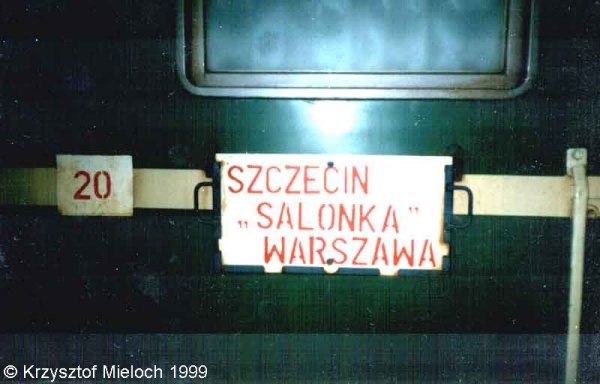 20
SZCZECIN
„SALONKA”
WARSZAWA
© Krzysztof Mieloch 1999